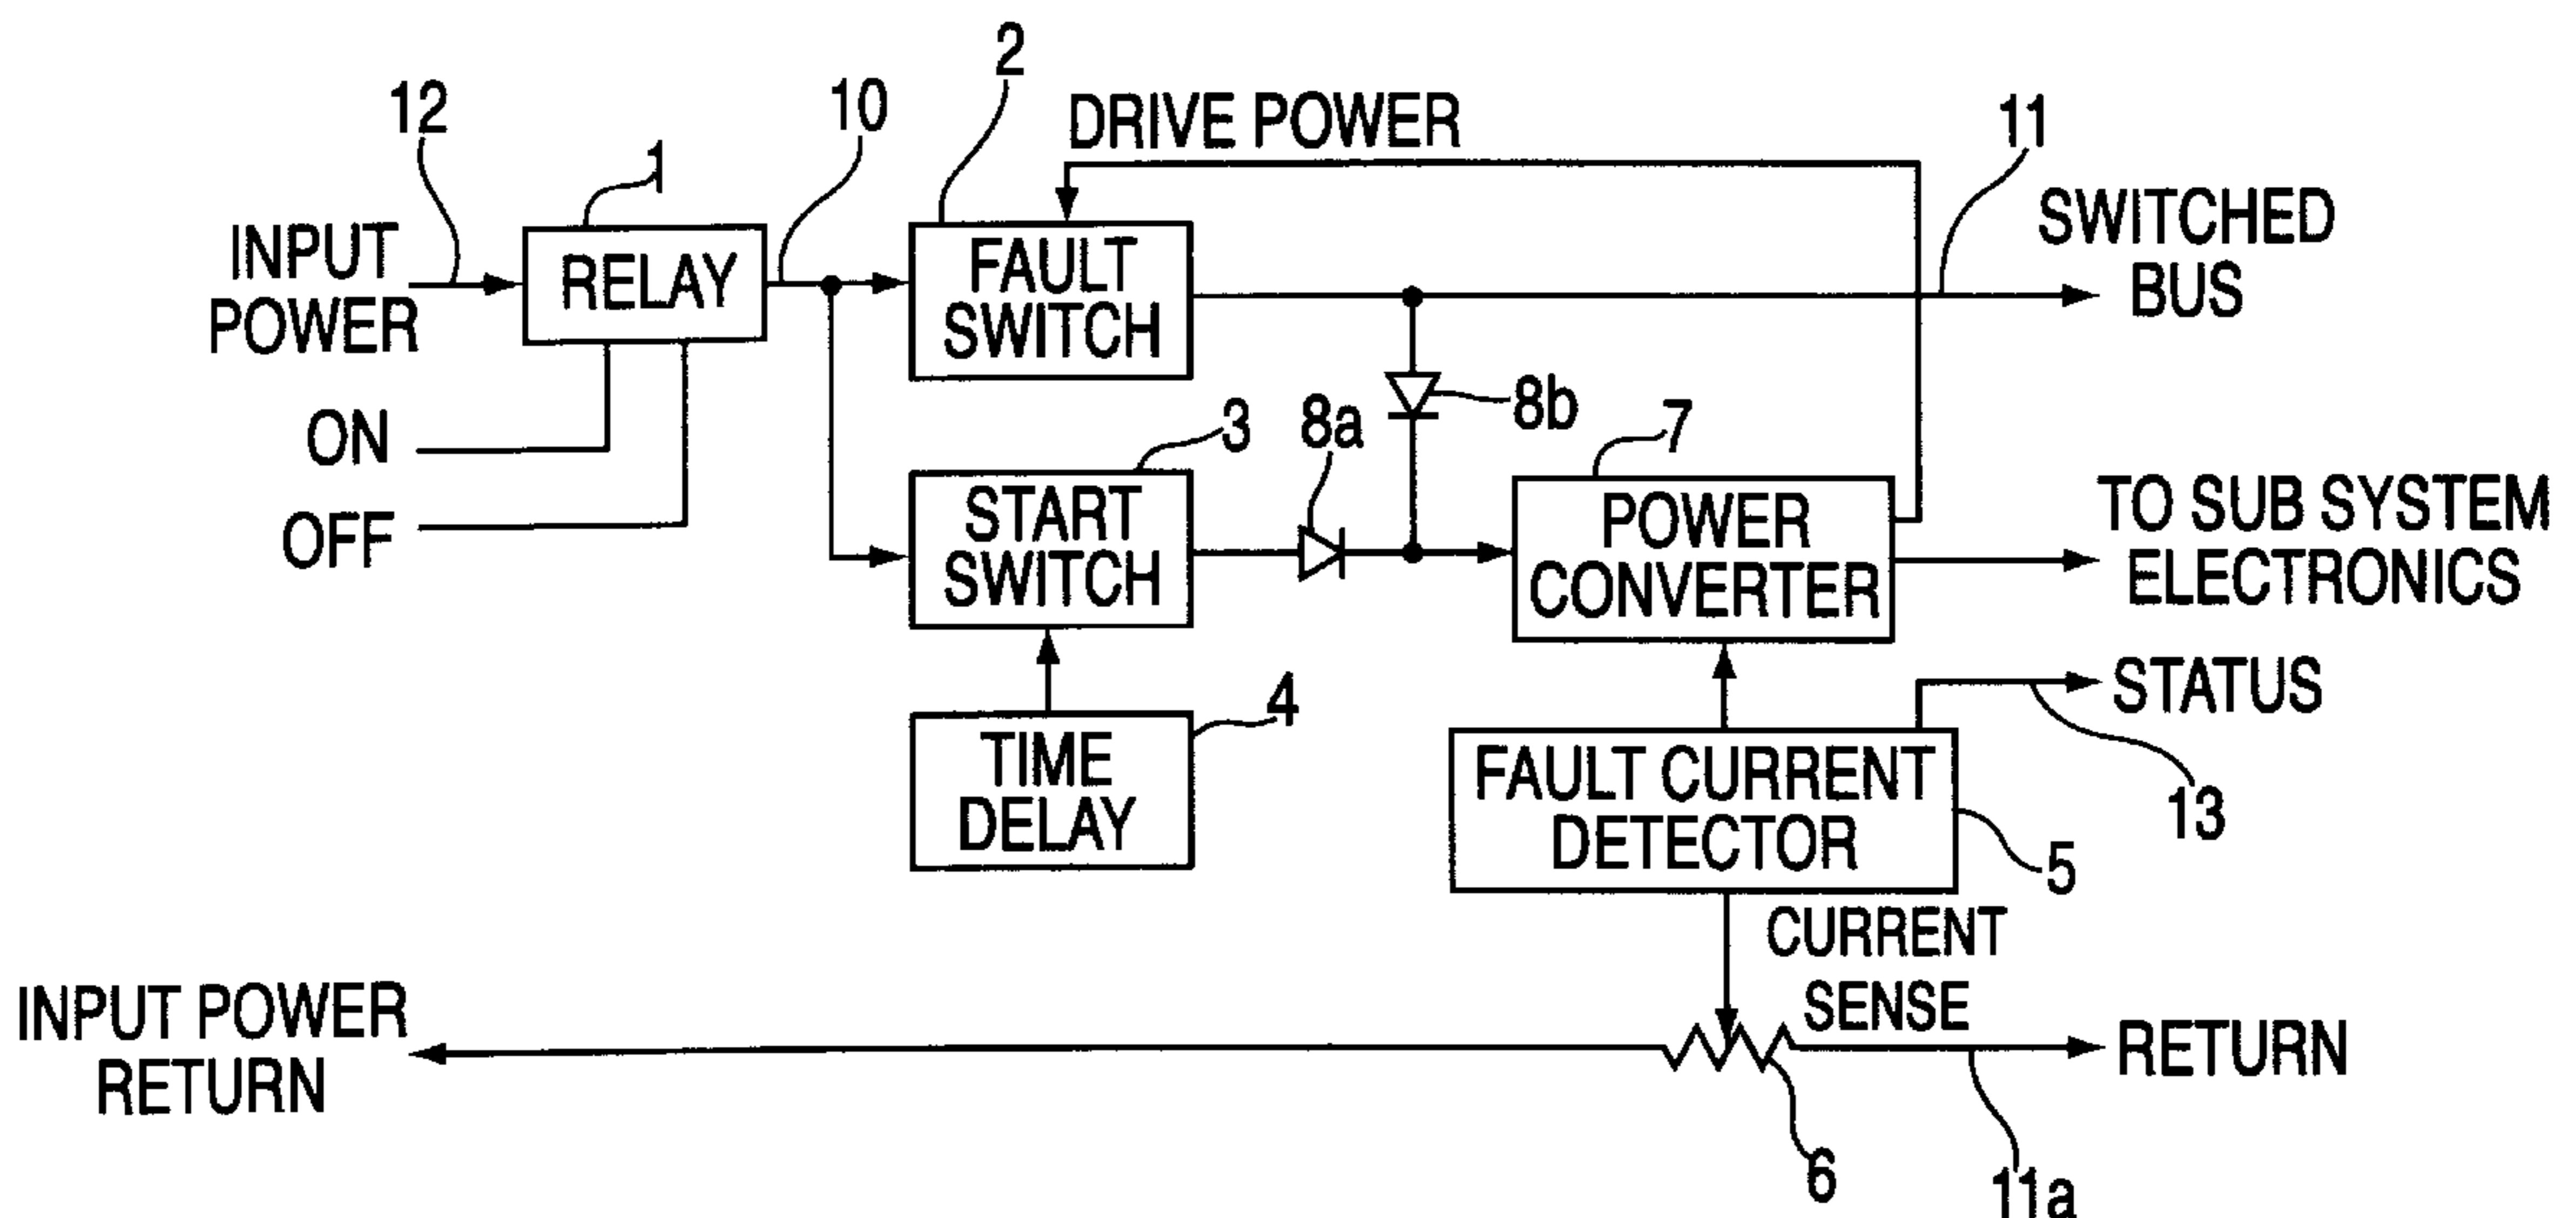 2
12
10
DRIVE POWER
11
1
INPUT
POWER
RELAY
FAULT
SWITCH
SWITCHED
BUS
ON
OFF
3
8a
8b
7
START
SWITCH
POWER
CONVERTER
TO SUB SYSTEM
ELECTRONICS
4
TIME
DELAY
STATUS
FAULT CURRENT
DETECTOR
13
5
CURRENT
SENSE
INPUT POWER
RETURN
RETURN
6
11a